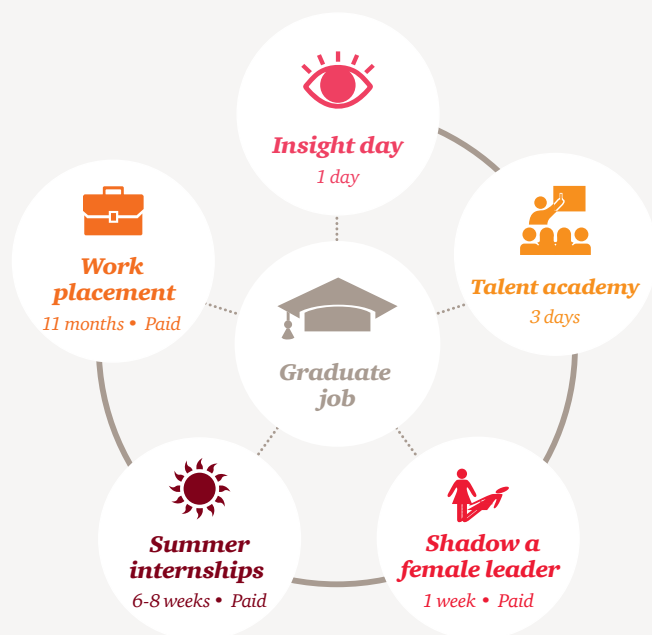 Insight day
1 day
Talent academy
3 days
Shadow a
female leader
1 week • Paid
Summer
internships
6-8 weeks • Paid
Work
placement
11 months • Paid
Graduate
job